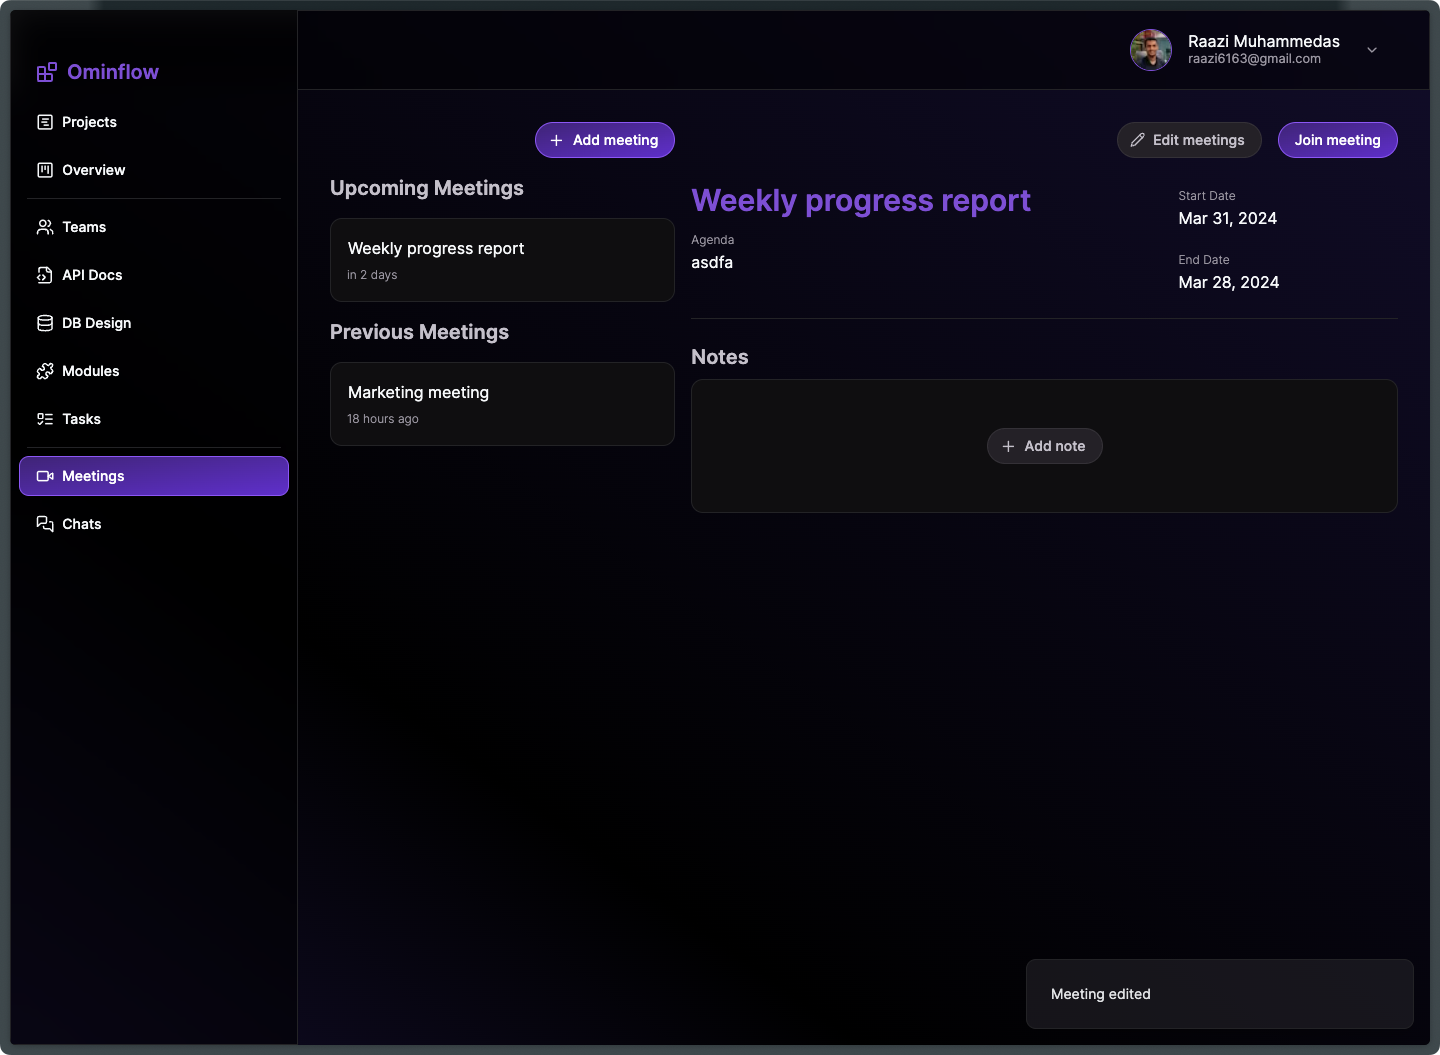 Ominflow
Projects
Overview
Teams
API Docs
DB Design
Modules
Tasks
Meetings
Chats
Raazi Muhammedas
raazi6163@gmail.com
Add meeting
Upcoming Meetings
Weekly progress report
in 2 days
Previous Meetings
Marketing meeting
18 hours ago
Edit meetings
Join meeting
Weekly progress report
Agenda
asdfa
Start Date
Mar 31, 2024
End Date
Mar 28, 2024
Notes
Add note
Meeting edited